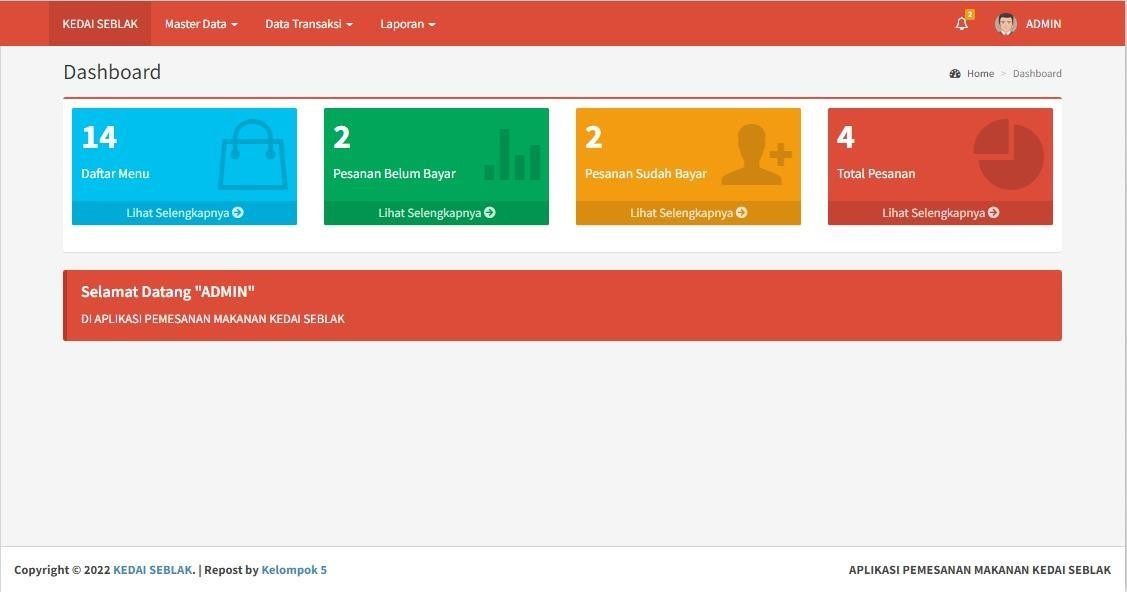 KEDAI SEBLAK Master Data Data Transaksi Laporan 2 ADMIN
Dashboard
Home > Dashboard
14
Daftar Menu
Lihat Selengkapnya
2
Pesanan Belum Bayar
Lihat Selengkapnya
2
Pesanan Sudah Bayar
Lihat Selengkapnya
4
Total Pesanan
Lihat Selengkapnya
Selamat Datang "ADMIN"
DI APLIKASI PEMESANAN MAKANAN KEDAI SEBLAK
Copyright © 2022 KEDAI SEBLAK. | Repost by Kelompok 5
APLIKASI PEMESANAN MAKANAN KEDAI SEBLAK